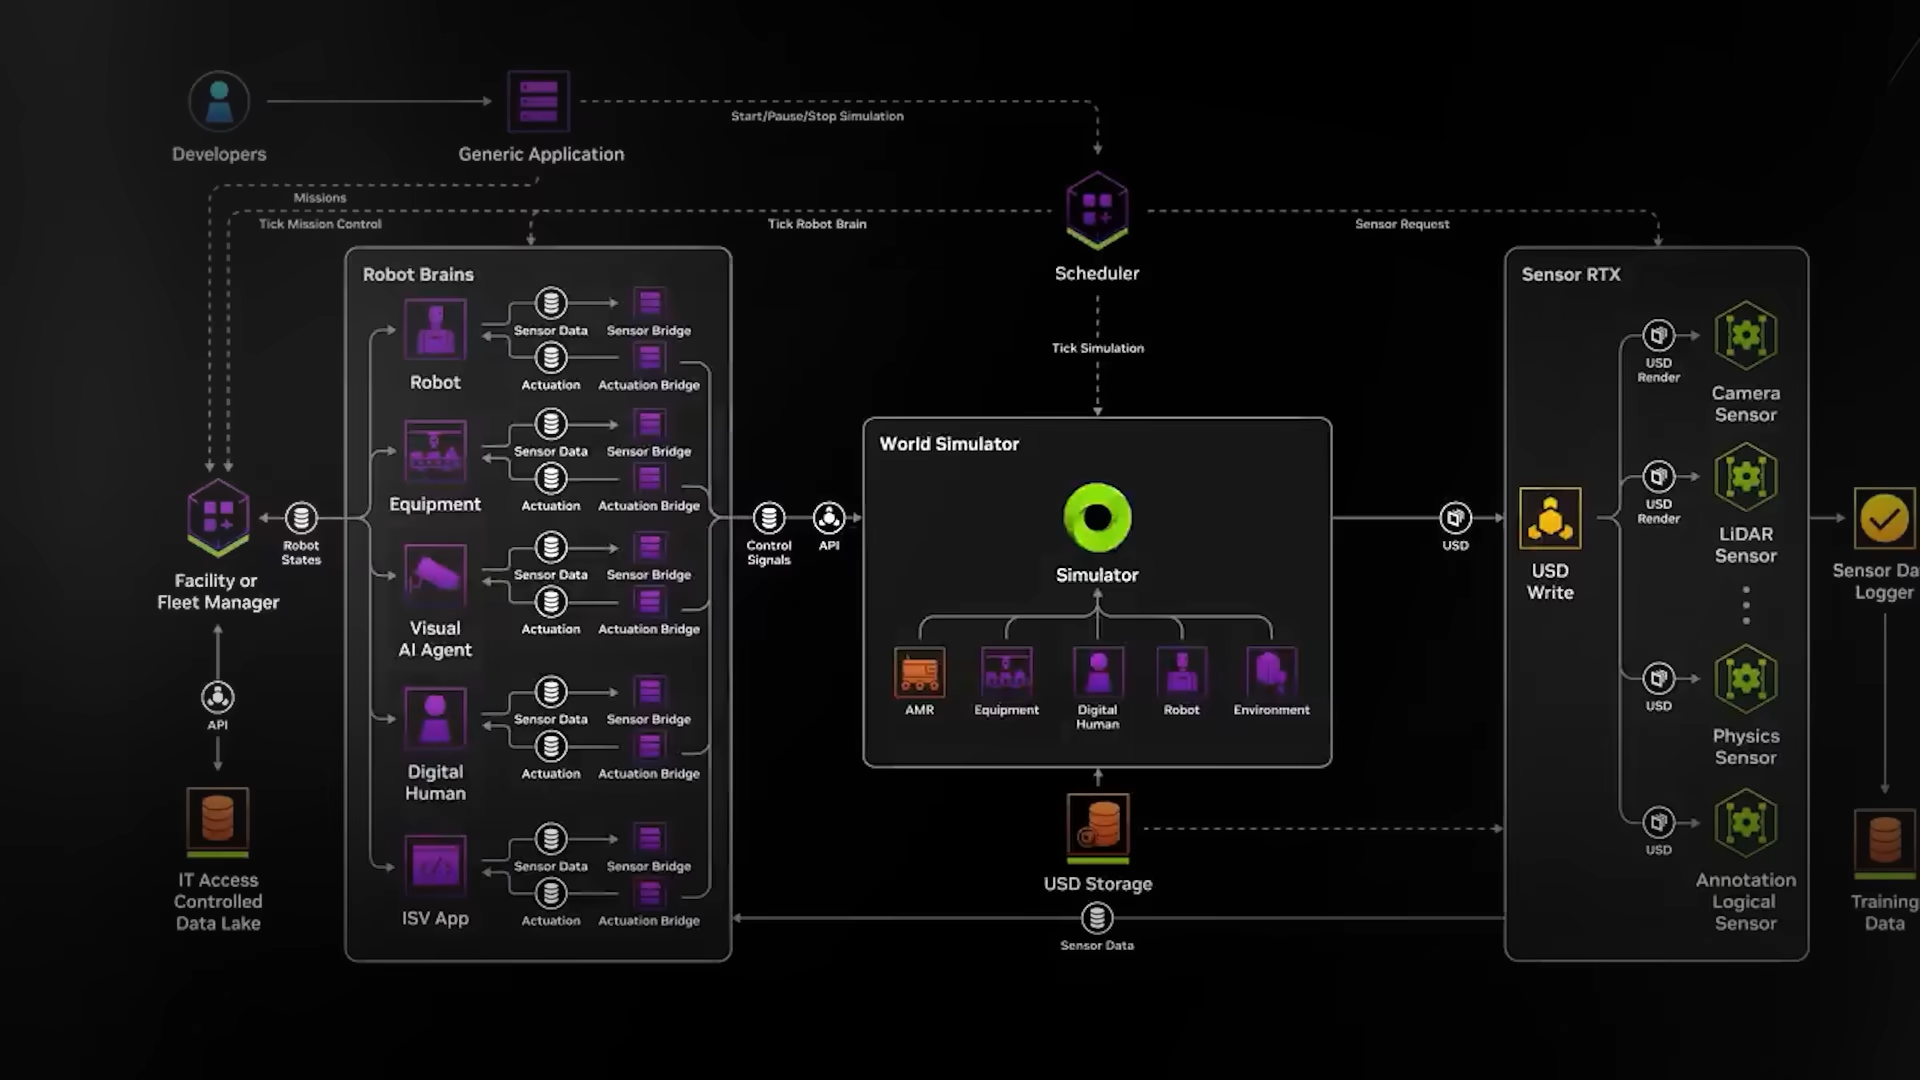 Start/Pause/Stop Simulation
Developers
Generic Application
Missions
Tick Mission Control
Tick Robot Brain
Sensor Request
Scheduler
Tick Simulation
Robot Brains
Sensor Data
Sensor Bridge
Robot
Actuation
Actuation Bridge
Sensor Data
Sensor Bridge
Equipment
Actuation
Actuation Bridge
Sensor Data
Sensor Bridge
Visual
AI Agent
Actuation
Actuation Bridge
Sensor Data
Sensor Bridge
Digital
Human
Actuation
Actuation Bridge
Sensor Data
Sensor Bridge
ISV App
Actuation
Actuation Bridge
Robot
States
Facility or
Fleet Manager
API
IT Access
Controlled
Data Lake
Control
Signals
API
World Simulator
Simulator
AMR
Equipment
Digital
Human
Robot
Environment
USD Storage
Sensor Data
USD
Sensor RTX
USD
Write
USD
Render
Camera
Sensor
USD
Render
LiDAR
Sensor
USD
Physics
Sensor
USD
Annotation
Logical
Sensor
Sensor Da
Logger
Training
Data